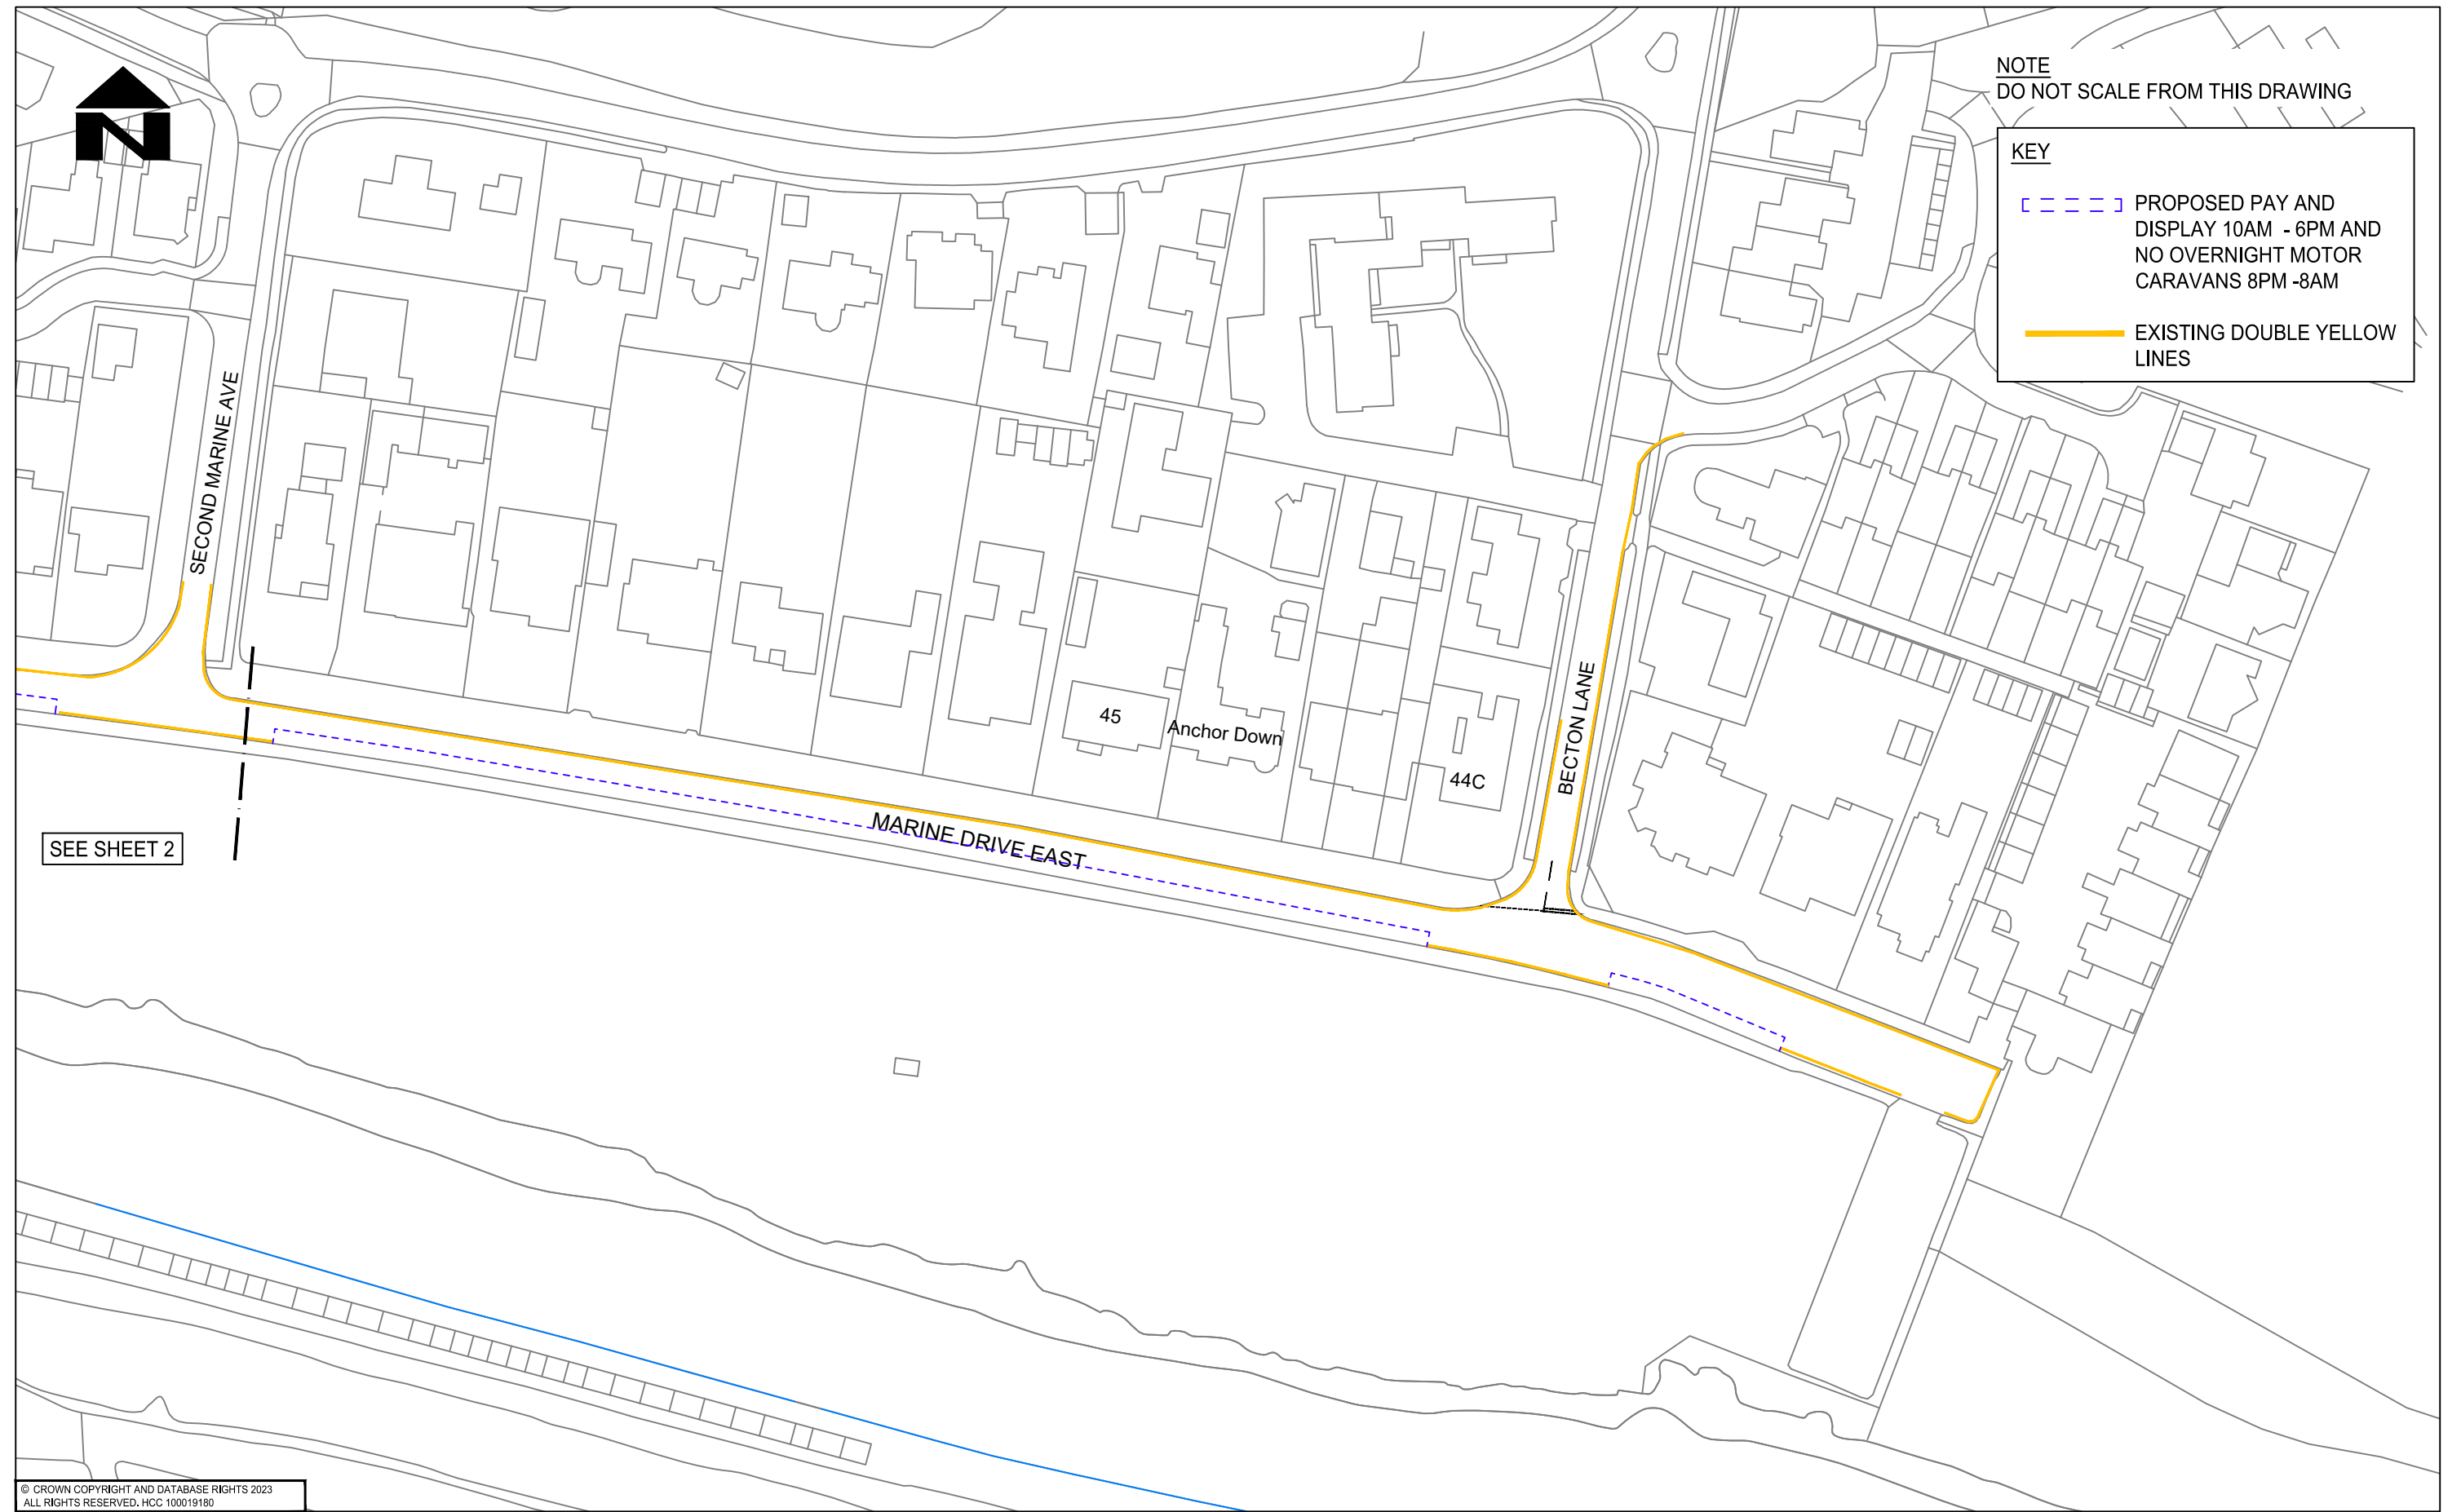 NOTE
DO NOT SCALE FROM THIS DRAWING
KEY
PROPOSED PAY AND
DISPLAY 10AM - 6PM AND
NO OVERNIGHT MOTOR
CARAVANS 8PM -8AM
EXISTING DOUBLE YELLOW
LINES
N
SECOND MARINE AVE
BECTON LANE
45
Anchor Down
44C
MARINE DRIVE EAST
SEE SHEET 2
© CROWN COPYRIGHT AND DATABASE RIGHTS 2023
ALL RIGHTS RESERVED. HCC 100019180